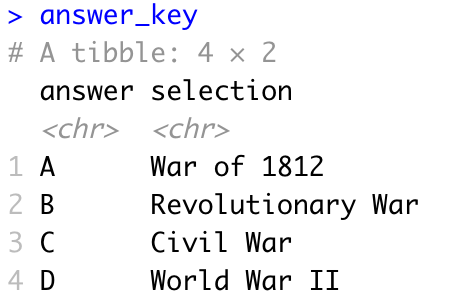 > answer_key
# A tibble: 4 × 2
answer selection
<chr> <chr>
1 A War of 1812
2 B Revolutionary War
3 C Civil War
4 D World War II